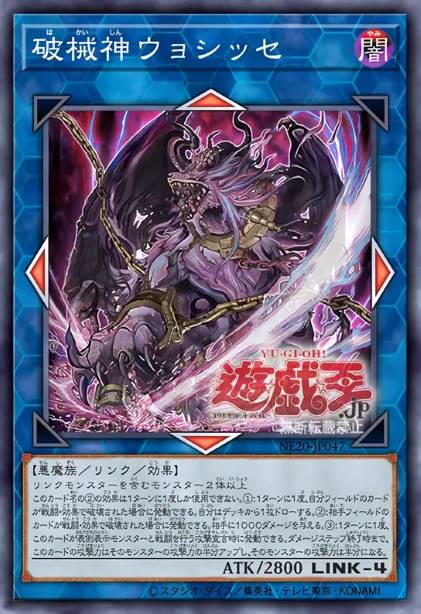 破械神ウョシッセ
闇
YU-GI-OH!
遊戯王.jp
無断転載禁止
NE20-JP047
【悪魔族／リンク／効果】
リンクモンスターを含むモンスター2体以上
このカード名の②の効果は1ターンに1度しか使用できない。①:1ターンに1度、自分フィールドのカード
が戦闘・効果で破壊された場合に発動できる。自分はデッキから1枚ドローする。②:相手フィールドの
カードが戦闘・効果で破壊された場合に発動できる。相手に1000ダメージを与える。③:1ターンに1度、
このカードが表側表示モンスターと戦闘を行う攻撃宣言時に発動できる。ダメージステップ終了時まで、
このカードの攻撃力はそのモンスターの攻撃力の半分アップし、そのモンスターの攻撃力は半分になる。
ATK/2800 LINK-4
©スタジオ・ダイス／集英社・テレビ東京・KONAMI